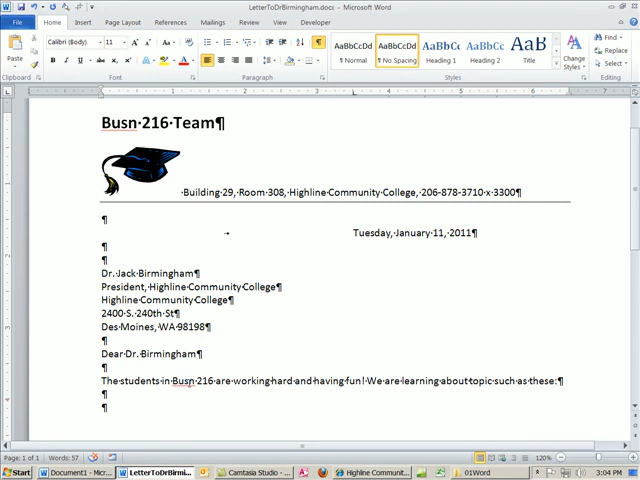 LetterToDrBirmingham.docx - Microsoft Word
File Home Insert Page Layout References Mailings Review View Developer
Calibri (Body) 11
AaBbCcDd AaBbCcDd AaBbCc AaBbCc AaB
Paste
¶ Normal ¶ No Spacing Heading 1 Heading 2 Title
Change Styles
Find
Replace
Select
Clipboard Font Paragraph Styles Editing
Busn·216·Team¶
·Building·29,·Room·308,·Highline·Community·College,·206-878-3710·x·3300¶
¶
→ Tuesday,·January·11,·2011¶
¶
¶
Dr.·Jack·Birmingham¶
President,·Highline·Community·College¶
Highline·Community·College¶
2400·S.·240th·St¶
Des·Moines,·WA·98198¶
¶
Dear·Dr.·Birmingham¶
¶
The·students·in·Busn·216·are·working·hard·and·having·fun!·We·are·learning·about·topic·such·as·these:¶
¶
¶
Page: 1 of 1 Words: 57 120%
Start Document1 - Micr... LetterToDrBirmi... Camtasia Studio - ... Highline Communit... 01Word 3:04 PM